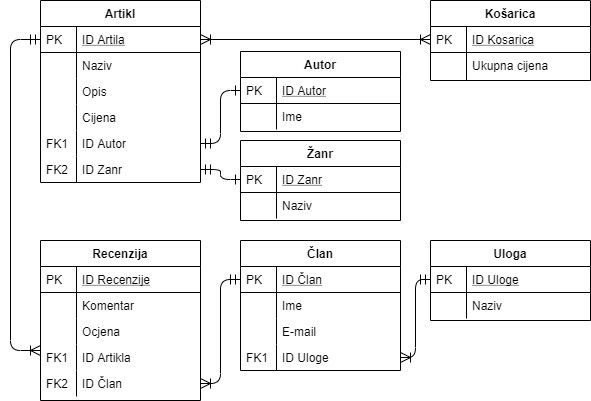 Artikl
PK ID Artila
Naziv
Opis
Cijena
FK1 ID Autor
FK2 ID Zanr
Košarica
PK ID Kosarica
Ukupna cijena
Autor
PK ID Autor
Ime
Žanr
PK ID Zanr
Naziv
Recenzija
PK ID Recenzije
Komentar
Ocjena
FK1 ID Artikla
FK2 ID Član
Član
PK ID Član
Ime
E-mail
FK1 ID Uloge
Uloga
PK ID Uloge
Naziv